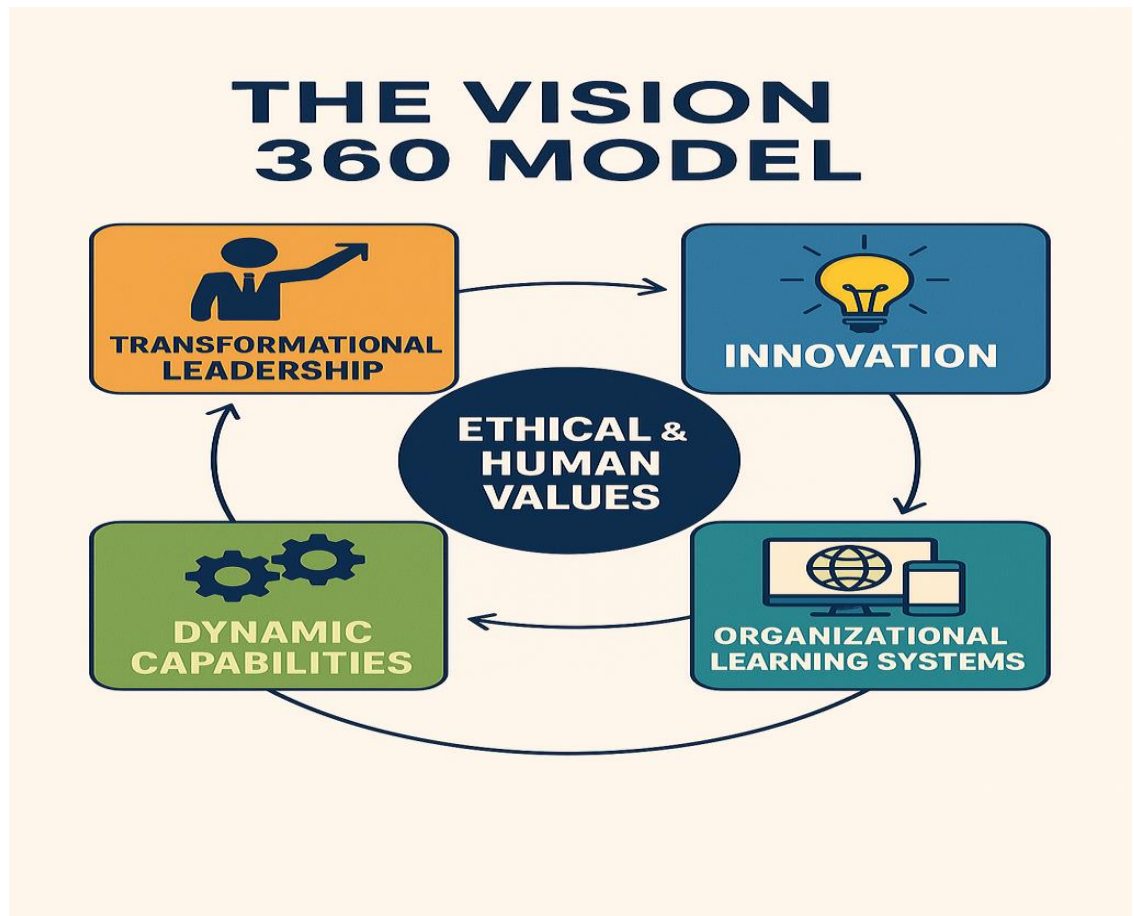 THE VISION
360 MODEL
TRANSFORMATIONAL
LEADERSHIP
INNOVATION
ETHICAL &
HUMAN
VALUES
DYNAMIC
CAPABILITIES
ORGANIZATIONAL
LEARNING SYSTEMS